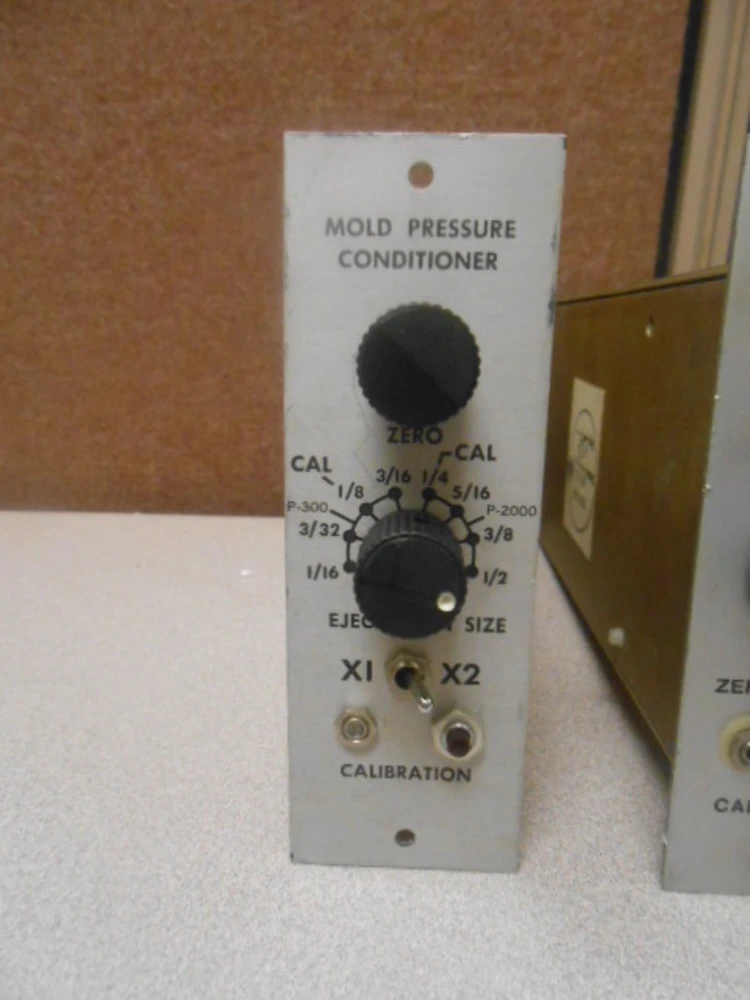 MOLD PRESSURE
CONDITIONER
ZERO
CAL
CAL
1/8
3/16
1/4
5/16
P-300
P-2000
3/32
3/8
1/16
1/2
SIZE
X1 X2
CALIBRATION